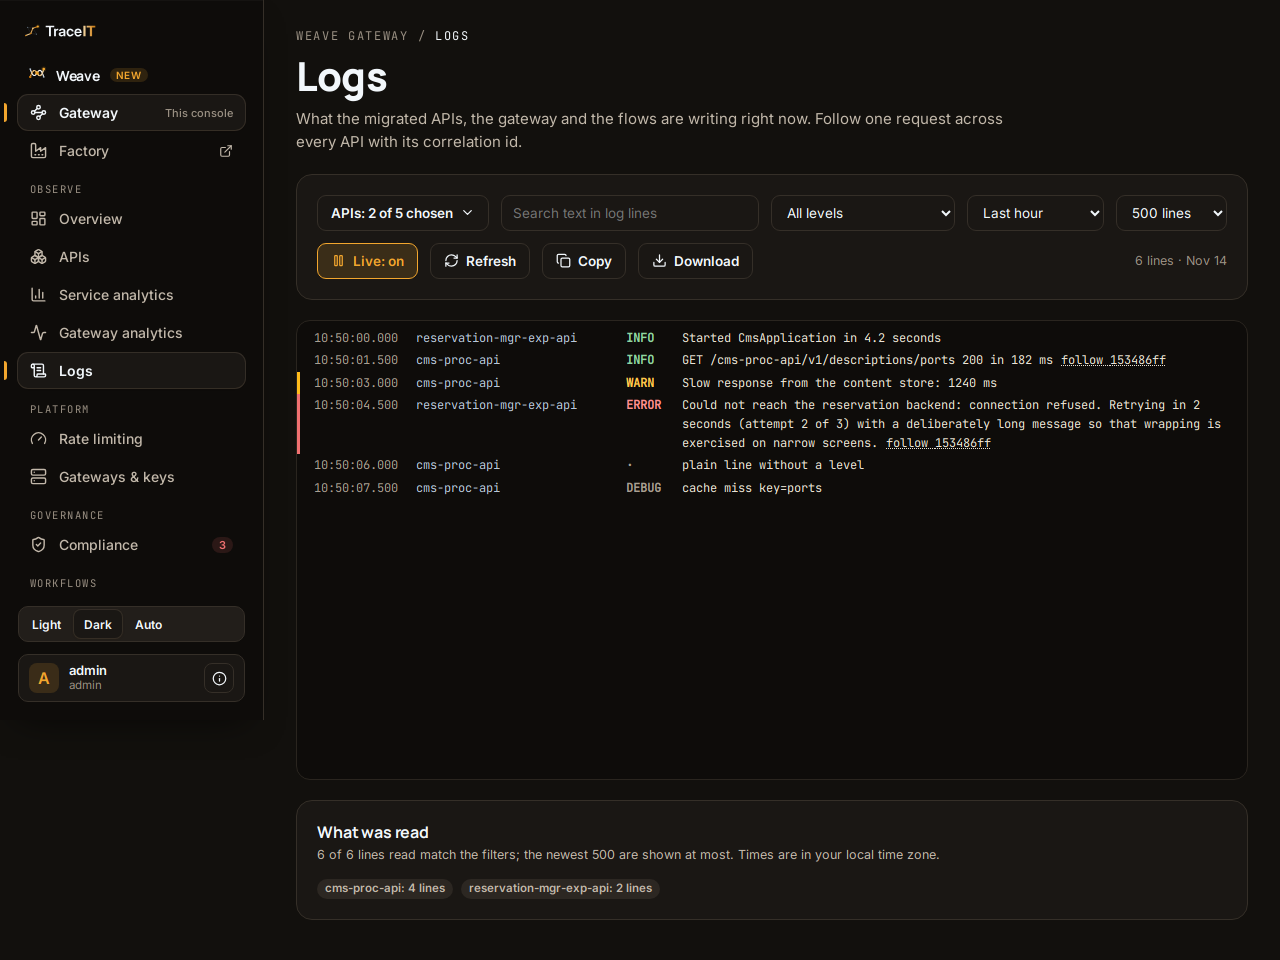 TraceIT
Weave NEW
Gateway This console
Factory
OBSERVE
Overview
APIs
Service analytics
Gateway analytics
Logs
PLATFORM
Rate limiting
Gateways & keys
GOVERNANCE
Compliance 3
WORKFLOWS
Light Dark Auto
A admin
admin
WEAVE GATEWAY / LOGS
Logs
What the migrated APIs, the gateway and the flows are writing right now. Follow one request across
every API with its correlation id.
APIs: 2 of 5 chosen Search text in log lines All levels Last hour 500 lines
Live: on Refresh Copy Download 6 lines · Nov 14
10:50:00.000 reservation-mgr-exp-api INFO Started CmsApplication in 4.2 seconds
10:50:01.500 cms-proc-api INFO GET /cms-proc-api/v1/descriptions/ports 200 in 182 ms follow 153486ff
10:50:03.000 cms-proc-api WARN Slow response from the content store: 1240 ms
10:50:04.500 reservation-mgr-exp-api ERROR Could not reach the reservation backend: connection refused. Retrying in 2
seconds (attempt 2 of 3) with a deliberately long message so that wrapping is
exercised on narrow screens. follow 153486ff
10:50:06.000 cms-proc-api · plain line without a level
10:50:07.500 cms-proc-api DEBUG cache miss key=ports
What was read
6 of 6 lines read match the filters; the newest 500 are shown at most. Times are in your local time zone.
cms-proc-api: 4 lines reservation-mgr-exp-api: 2 lines